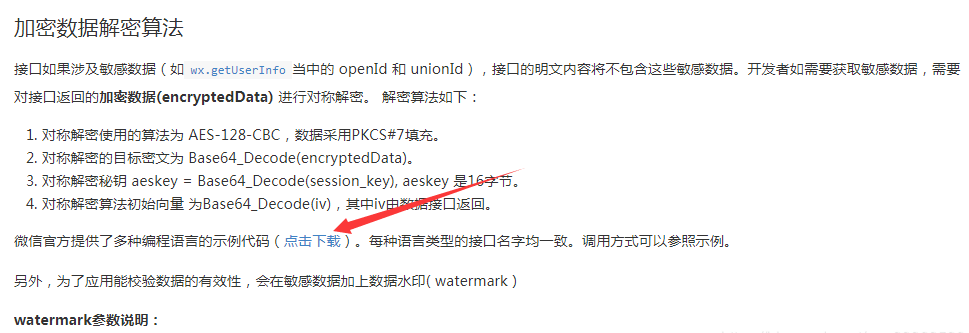 加密数据解密算法
接口如果涉及敏感数据（如 wx.getUserInfo 当中的 openId 和 unionId ），接口的明文内容将不包含这些敏感数据。开发者如需要获取敏感数据，需要
对接口返回的加密数据(encryptedData) 进行对称解密。 解密算法如下：
1. 对称解密使用的算法为 AES-128-CBC，数据采用PKCS#7填充。
2. 对称解密的目标密文为 Base64_Decode(encryptedData)。
3. 对称解密秘钥 aeskey = Base64_Decode(session_key), aeskey 是16字节。
4. 对称解密算法初始向量 为Base64_Decode(iv)，其中iv由数据接口返回。
微信官方提供了多种编程语言的示例代码（点击下载）。每种语言类型的接口名字均一致。调用方式可以参照示例。
另外，为了应用能校验数据的有效性，会在敏感数据加上数据水印( watermark )
watermark参数说明：